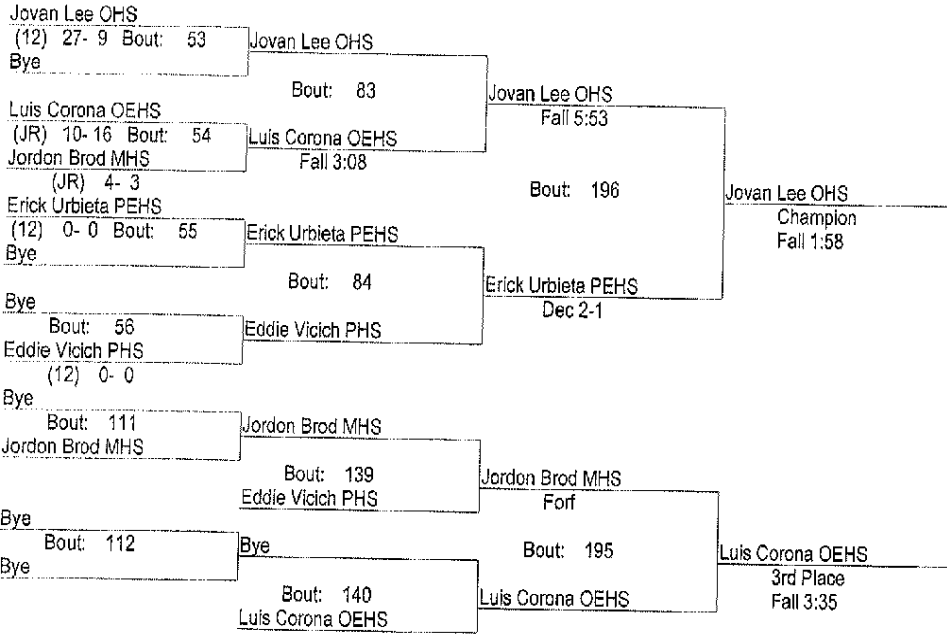 Jovan Lee OHS
(12) 27- 9 Bout: 53
Bye
Jovan Lee OHS
Bout: 83
Luis Corona OEHS
(JR) 10- 16 Bout: 54
Jordon Brod MHS
(JR) 4- 3
Luis Corona OEHS
Fall 3:08
Jovan Lee OHS
Fall 5:53
Bout: 196
Erick Urbieta PEHS
(12) 0- 0 Bout: 55
Bye
Erick Urbieta PEHS
Bout: 84
Bye
Bout: 56
Eddie Vicich PHS
(12) 0- 0
Eddie Vicich PHS
Erick Urbieta PEHS
Dec 2-1
Jovan Lee OHS
Champion
Fall 1:58
Bye
Bout: 111
Jordon Brod MHS
Jordon Brod MHS
Bout: 139
Eddie Vicich PHS
Jordon Brod MHS
Forf
Bout: 195
Bye
Bout: 112
Bye
Bye
Bout: 140
Luis Corona OEHS
Luis Corona OEHS
Luis Corona OEHS
3rd Place
Fall 3:35